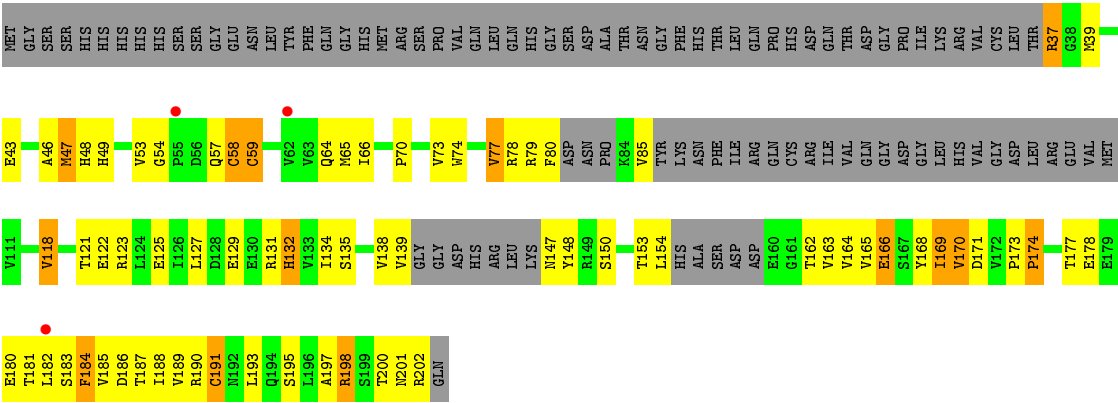 MET GLY SER SER HIS HIS HIS HIS HIS HIS SER SER GLY GLU ASN LEU TYR PHE GLN GLY HIS MET ARG SER PRO VAL GLN LEU GLN HIS GLY SER ASP ALA THR ASN GLY PHE HIS THR LEU GLN PRO HIS ASP GLN THR ASP GLY PRO ILE LYS ARG VAL CYS LEU THR R37 G38 M39
E43 A46 M47 H48 H49 V53 G54 P55 D56 Q57 C58 C59 V62 V63 Q64 M65 I66 P70 V73 W74 V77 R78 R79 F80 ASP ASN PRO K84 V85 TYR LYS ASN PHE ILE ARG GLN CYS ARG ILE VAL GLN GLY ASP GLY LEU HIS VAL GLY ASP LEU ARG GLU VAL MET
V111 V118 T121 E122 R123 L124 E125 I126 L127 D128 E129 E130 R131 H132 V133 I134 S135 V138 V139 GLY GLY ASP HIS ARG LEU LYS N147 Y148 R149 S150 T153 L154 HIS ALA SER ASP ASP E160 G161 T162 V163 V164 V165 E166 S167 Y168 I169 V170 D171 V172 P173 P174 T177 E178 E179
E180 T181 L182 S183 F184 V185 D186 T187 I188 V189 R190 C191 N192 L193 Q194 S195 L196 A197 R198 S199 T200 N201 R202 GLN